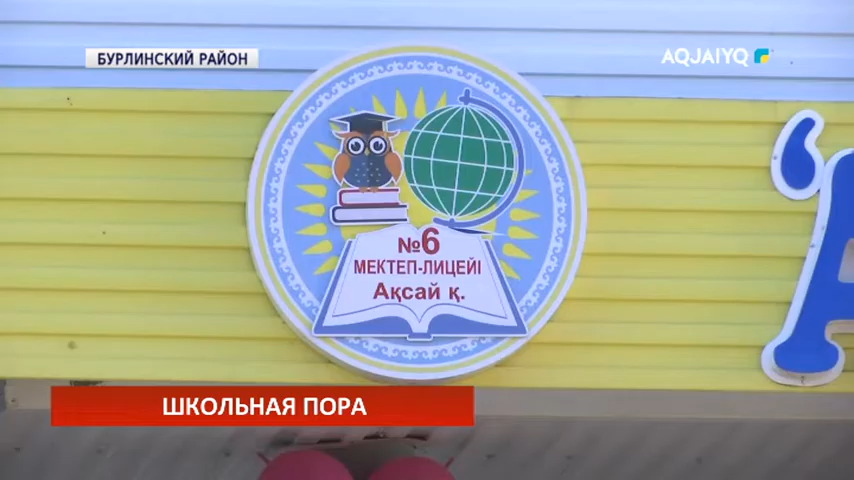 БУРЛИНСКИЙ РАЙОН
AQJAIYQ
№6
МЕКТЕП-ЛИЦЕЙІ
Ақсай қ.
ШКОЛЬНАЯ ПОРА